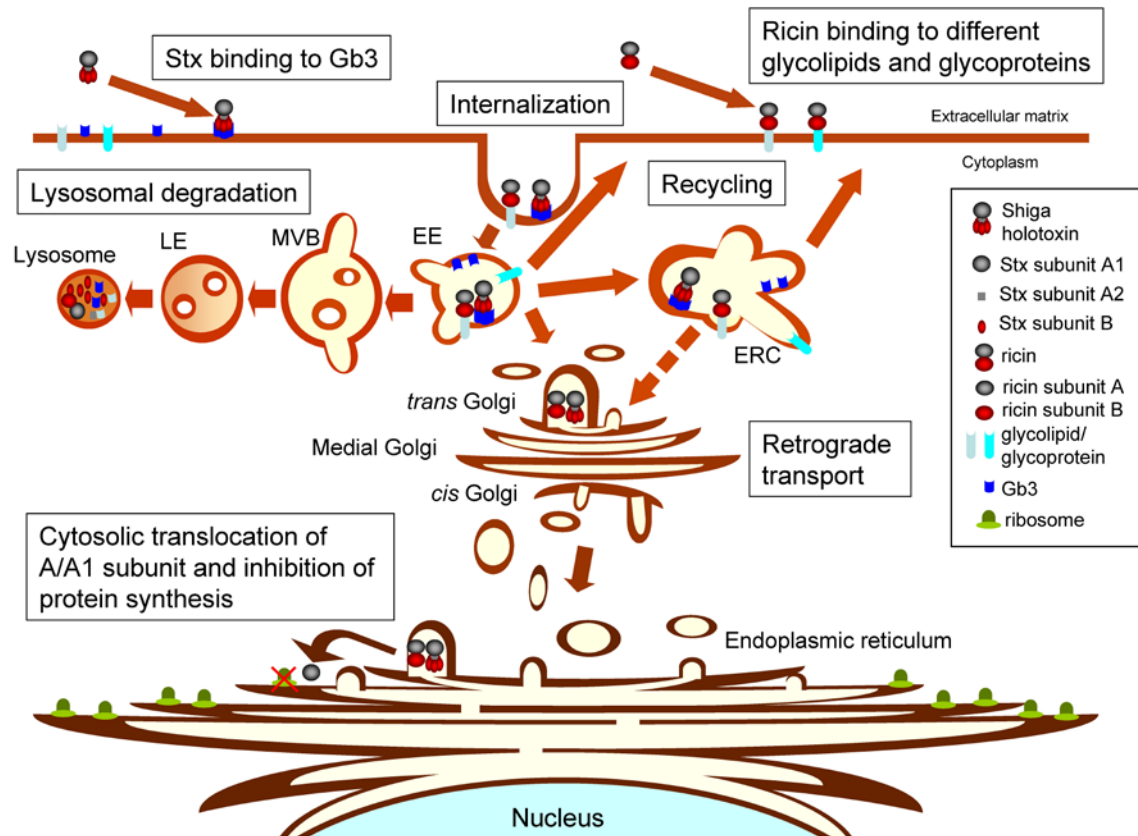 Stx binding to Gb3
Internalization
Ricin binding to different
glycolipids and glycoproteins
Extracellular matrix
Cytoplasm
Lysosomal degradation
Recycling
Lysosome
LE
MVB
EE
ERC
Shiga
holotoxin
Stx subunit A1
Stx subunit A2
Stx subunit B
ricin
ricin subunit A
ricin subunit B
glycolipid/
glycoprotein
Gb3
ribosome
trans Golgi
Medial Golgi
cis Golgi
Retrograde
transport
Cytosolic translocation of
A/A1 subunit and inhibition of
protein synthesis
Endoplasmic reticulum
Nucleus